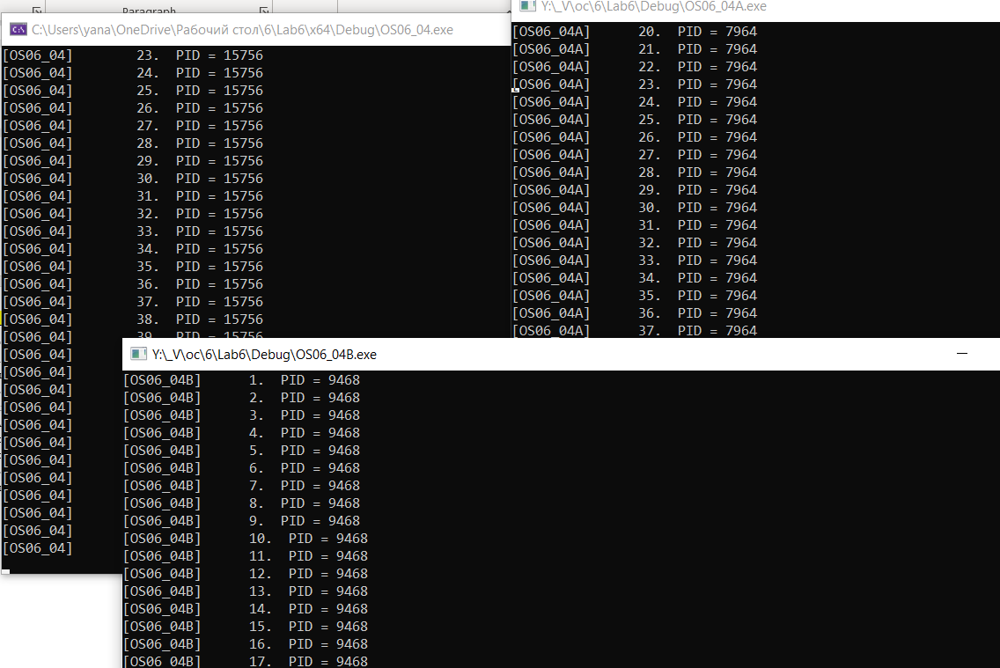 Paragraph
C:\Users\yana\OneDrive\Рабочий стол\6\Lab6\x64\Debug\OS06_04.exe
[OS06_04] 23. PID = 15756
[OS06_04] 24. PID = 15756
[OS06_04] 25. PID = 15756
[OS06_04] 26. PID = 15756
[OS06_04] 27. PID = 15756
[OS06_04] 28. PID = 15756
[OS06_04] 29. PID = 15756
[OS06_04] 30. PID = 15756
[OS06_04] 31. PID = 15756
[OS06_04] 32. PID = 15756
[OS06_04] 33. PID = 15756
[OS06_04] 34. PID = 15756
[OS06_04] 35. PID = 15756
[OS06_04] 36. PID = 15756
[OS06_04] 37. PID = 15756
[OS06_04] 38. PID = 15756
[OS06_04] 39. PID = 15756
[OS06_04]
[OS06_04]
[OS06_04]
[OS06_04]
[OS06_04]
[OS06_04]
[OS06_04]
[OS06_04]
[OS06_04]
[OS06_04]
[OS06_04]
[OS06_04]
Y:\_V\ос\6\Lab6\Debug\OS06_04A.exe
[OS06_04A] 20. PID = 7964
[OS06_04A] 21. PID = 7964
[OS06_04A] 22. PID = 7964
[OS06_04A] 23. PID = 7964
[OS06_04A] 24. PID = 7964
[OS06_04A] 25. PID = 7964
[OS06_04A] 26. PID = 7964
[OS06_04A] 27. PID = 7964
[OS06_04A] 28. PID = 7964
[OS06_04A] 29. PID = 7964
[OS06_04A] 30. PID = 7964
[OS06_04A] 31. PID = 7964
[OS06_04A] 32. PID = 7964
[OS06_04A] 33. PID = 7964
[OS06_04A] 34. PID = 7964
[OS06_04A] 35. PID = 7964
[OS06_04A] 36. PID = 7964
[OS06_04A] 37. PID = 7964
Y:\_V\ос\6\Lab6\Debug\OS06_04B.exe
[OS06_04B] 1. PID = 9468
[OS06_04B] 2. PID = 9468
[OS06_04B] 3. PID = 9468
[OS06_04B] 4. PID = 9468
[OS06_04B] 5. PID = 9468
[OS06_04B] 6. PID = 9468
[OS06_04B] 7. PID = 9468
[OS06_04B] 8. PID = 9468
[OS06_04B] 9. PID = 9468
[OS06_04B] 10. PID = 9468
[OS06_04B] 11. PID = 9468
[OS06_04B] 12. PID = 9468
[OS06_04B] 13. PID = 9468
[OS06_04B] 14. PID = 9468
[OS06_04B] 15. PID = 9468
[OS06_04B] 16. PID = 9468
[OS06_04B] 17. PID = 9468